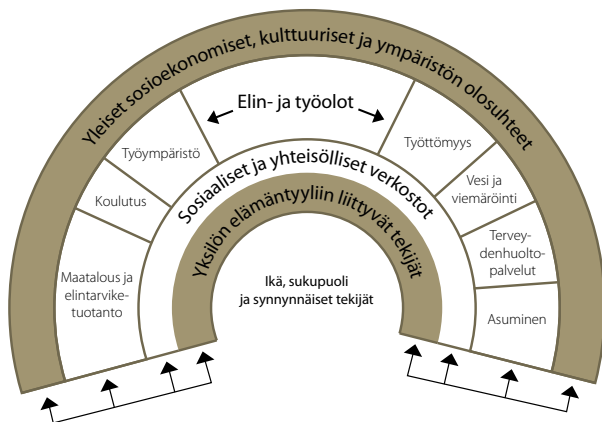 Yleiset sosioekonomiset, kulttuuriset ja ympäristön olosuhteet
Elin- ja työolot
Työympäristö
Koulutus
Maatalous ja
elintarvike-
tuotanto
Työttömyys
Vesi ja
viemäröinti
Tervey-
denhuolto-
palvelut
Asuminen
Sosiaaliset ja yhteisölliset verkostot
Yksilön elämäntyyliin liittyvät tekijät
Ikä, sukupuoli
ja synnynnäiset tekijät